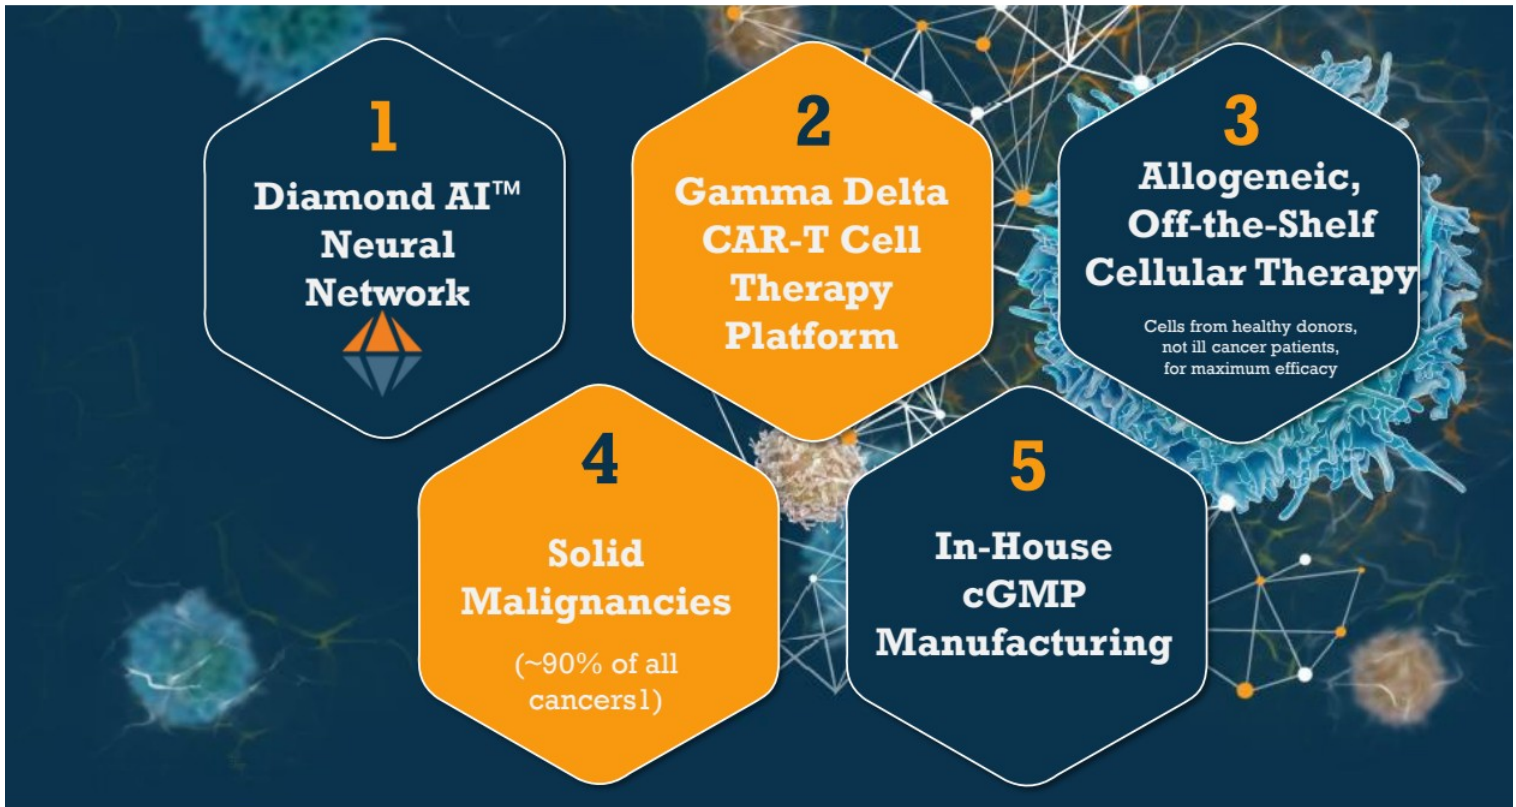 1
Diamond AI™
Neural
Network
2
Gamma Delta
CAR-T Cell
Therapy
Platform
3
Allogeneic,
Off-the-Shelf
Cellular Therapy
Cells from healthy donors,
not ill cancer patients,
for maximum efficacy
4
Solid
Malignancies
(~90% of all
cancers1)
5
In-House
cGMP
Manufacturing